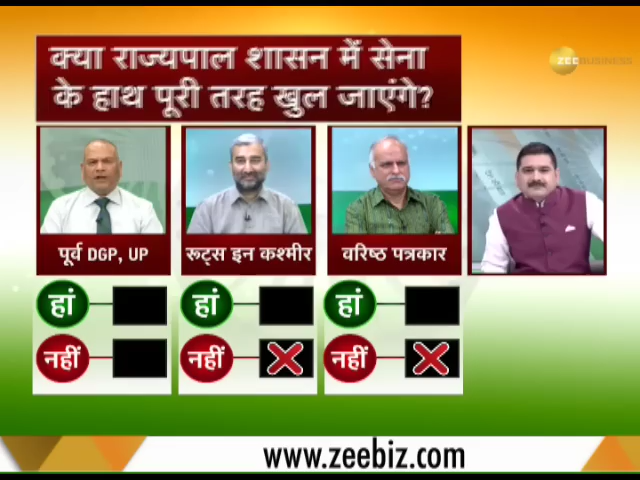 क्या राज्यपाल शासन में सेना
के हाथ पूरी तरह खुल जाएंगे?
ZEE BUSINESS
पूर्व DGP, UP
रूट्स इन कश्मीर
वरिष्ठ पत्रकार
हां
हां
हां
नहीं
नहीं
नहीं
www.zeebiz.com